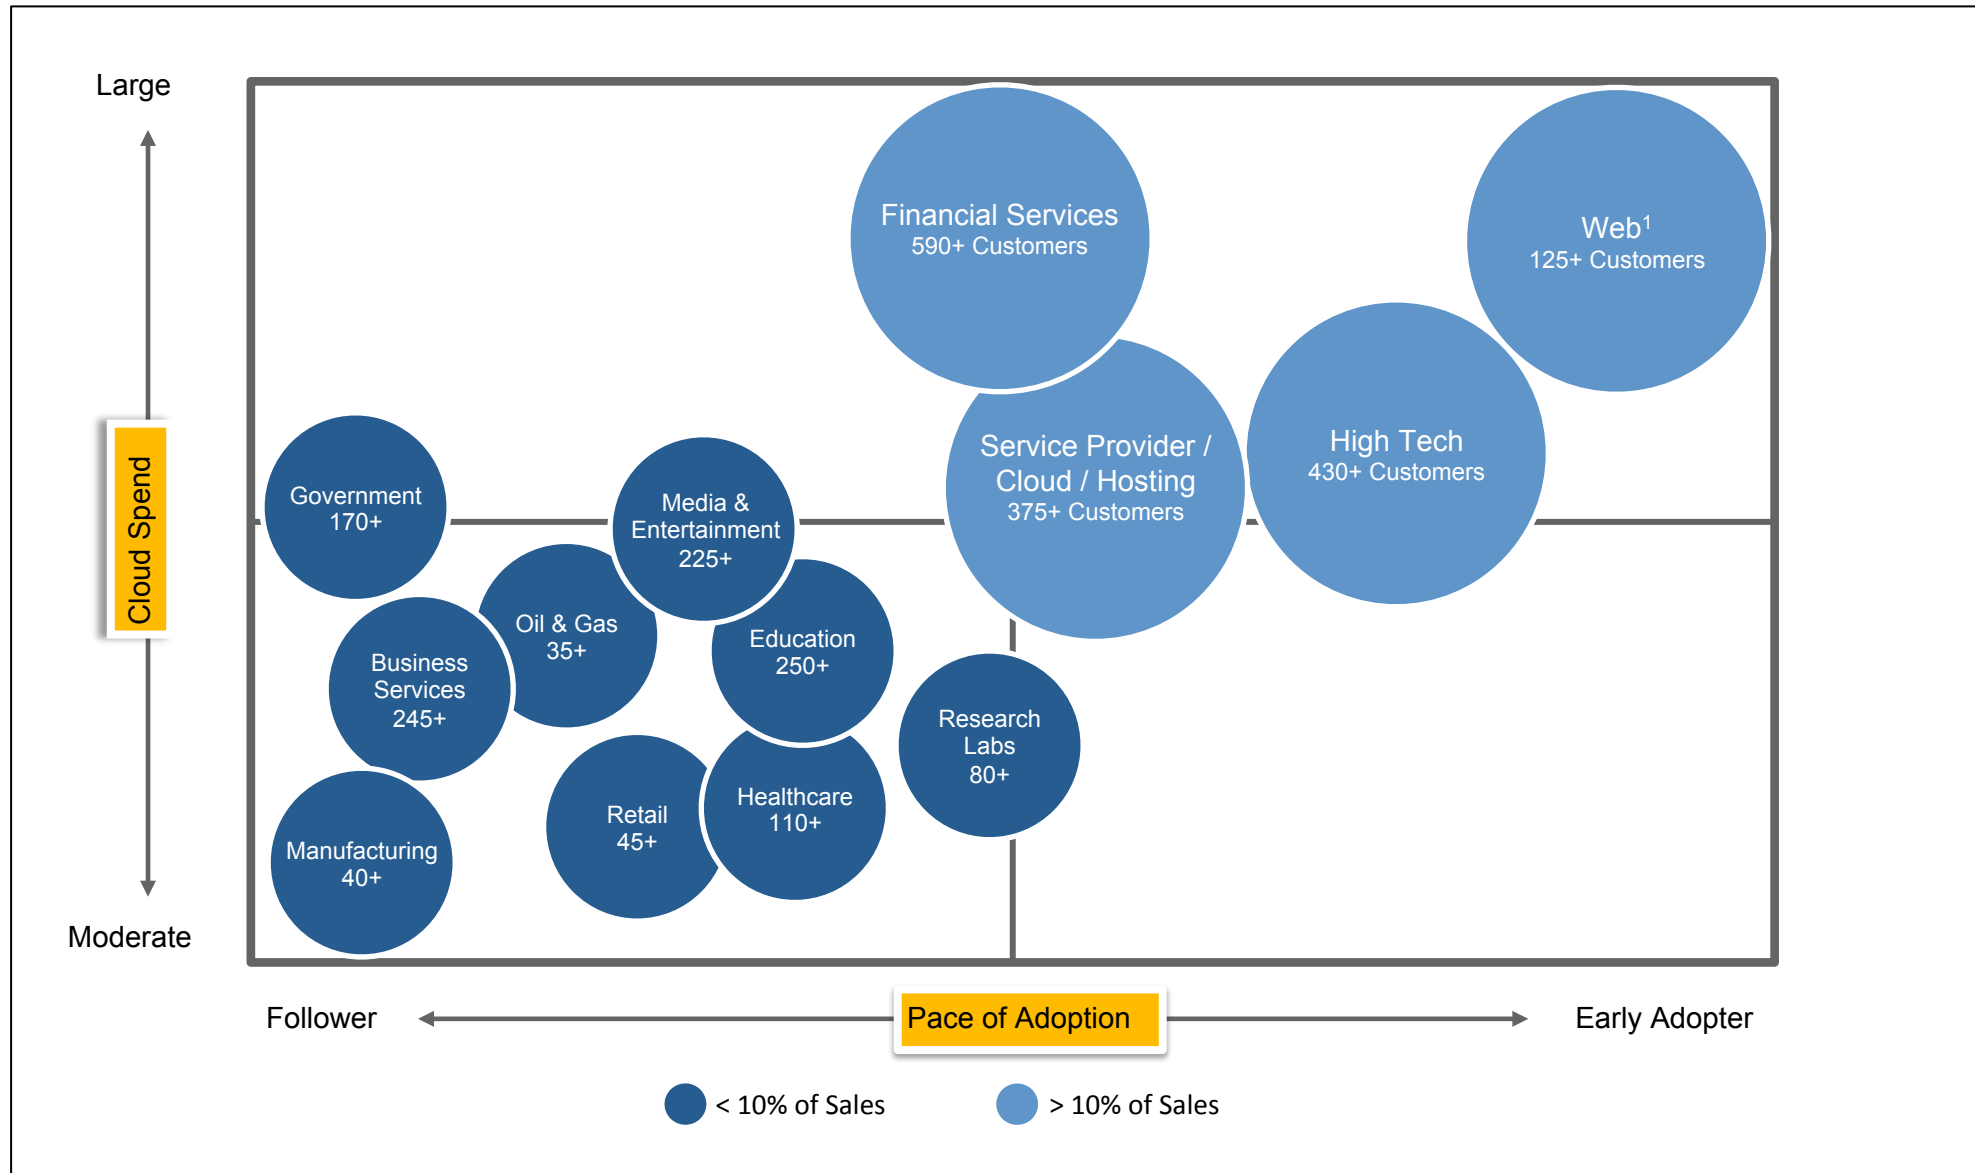 Large
Financial Services
590+ Customers
Web¹
125+ Customers
High Tech
430+ Customers
Service Provider /
Cloud / Hosting
375+ Customers
Cloud Spend
Government
170+
Media &
Entertainment
225+
Oil & Gas
35+
Education
250+
Business
Services
245+
Research
Labs
80+
Retail
45+
Healthcare
110+
Manufacturing
40+
Moderate
Follower
Pace of Adoption
Early Adopter
< 10% of Sales
> 10% of Sales